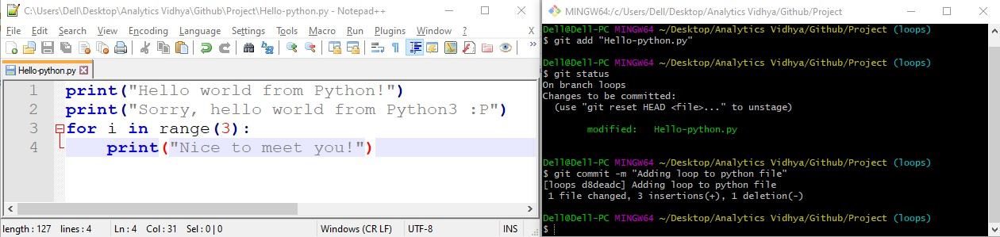 C:\Users\Dell\Desktop\Analytics Vidhya\Github\Project\Hello-python.py - Notepad++
File Edit Search View Encoding Language Settings Tools Macro Run Plugins Window ?
Hello-python.py
1 print("Hello world from Python!")
2 print("Sorry, hello world from Python3 :P")
3 for i in range(3):
4     print("Nice to meet you!")
length : 127 lines : 4 Ln : 4 Col : 31 Sel : 0 | 0 Windows (CR LF) UTF-8 INS
MINGW64:/c/Users/Dell/Desktop/Analytics Vidhya/Github/Project
Dell@Dell-PC MINGW64 ~/Desktop/Analytics Vidhya/Github/Project (loops)
$ git add "Hello-python.py"
Dell@Dell-PC MINGW64 ~/Desktop/Analytics Vidhya/Github/Project (loops)
$ git status
On branch loops
Changes to be committed:
  (use "git reset HEAD <file>..." to unstage)
        modified:   Hello-python.py
Dell@Dell-PC MINGW64 ~/Desktop/Analytics Vidhya/Github/Project (loops)
$ git commit -m "Adding loop to python file"
[loops d8deadc] Adding loop to python file
 1 file changed, 3 insertions(+), 1 deletion(-)
Dell@Dell-PC MINGW64 ~/Desktop/Analytics Vidhya/Github/Project (loops)
$